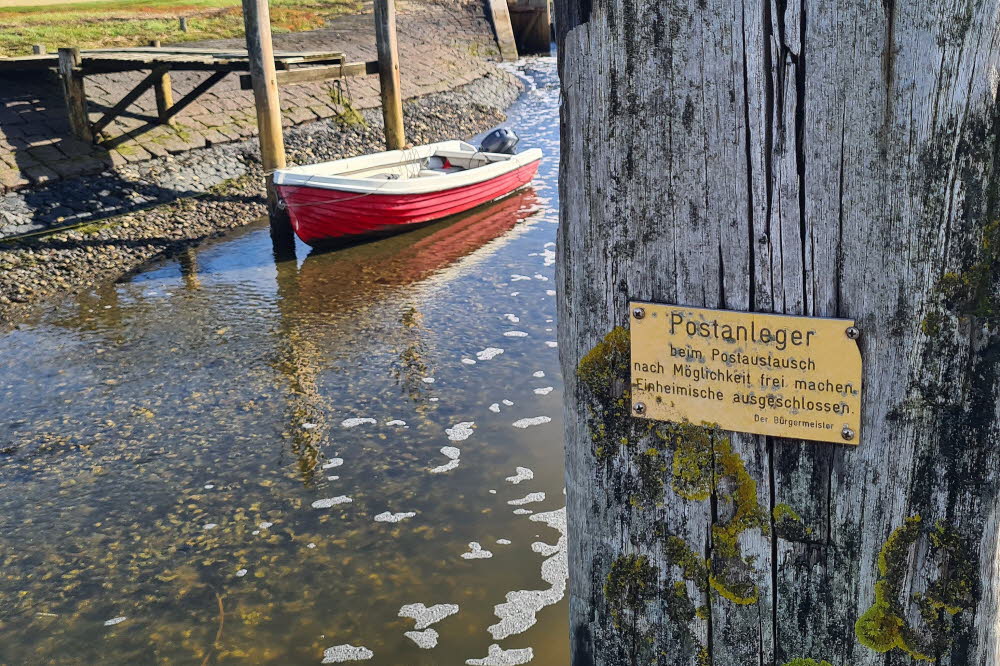 Postanleger
beim Postaustausch
nach Möglichkeit frei machen.
Einheimische ausgeschlossen.
Der Bürgermeister